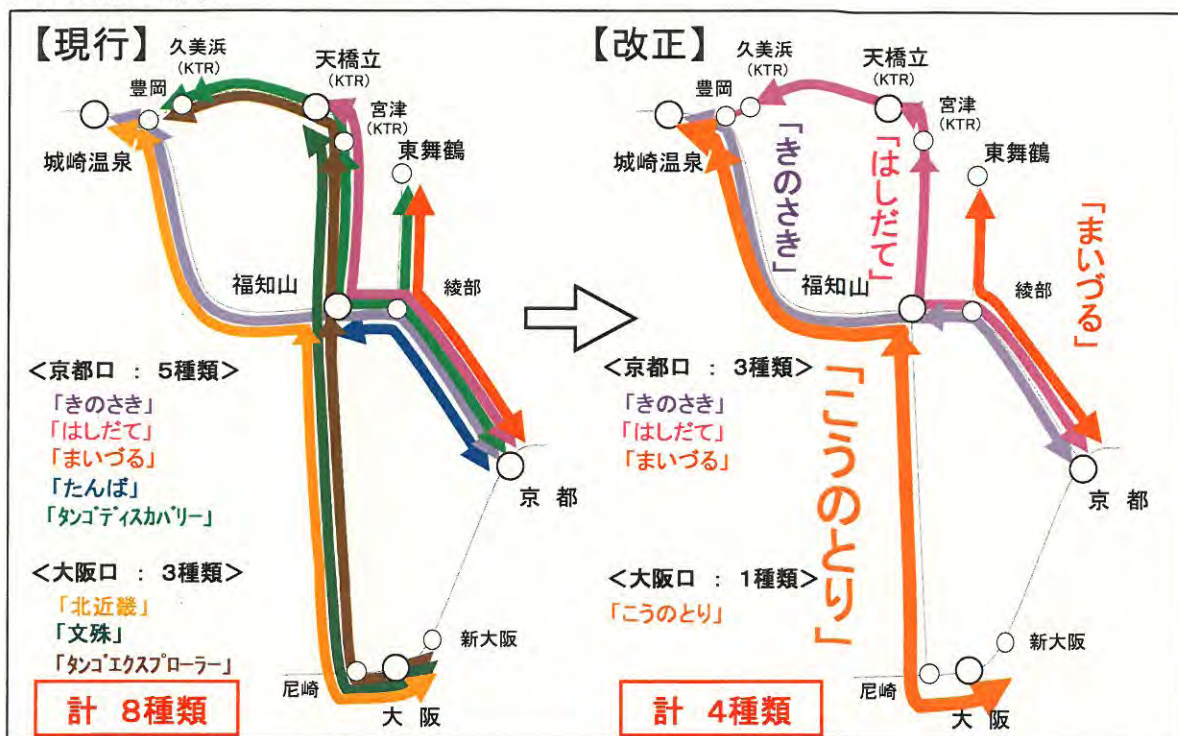 【現行】
久美浜
(KTR)
天橋立
(KTR)
豊岡
宮津
(KTR)
城崎温泉
東舞鶴
福知山
綾部
<京都口 : 5種類>
「きのさき」
「はしだて」
「まいづる」
「たんば」
「タンゴディスカバリー」
京 都
<大阪口 : 3種類>
「北近畿」
「文殊」
「タンゴエクスプローラー」
新大阪
尼崎
大 阪
計 8種類
【改正】
久美浜
(KTR)
天橋立
(KTR)
豊岡
宮津
(KTR)
城崎温泉
「きのさき」
「はしだて」
東舞鶴
「まいづる」
福知山
綾部
<京都口 : 3種類>
「きのさき」
「はしだて」
「まいづる」
「こうのとり」
京 都
<大阪口 : 1種類>
「こうのとり」
新大阪
尼崎
大 阪
計 4種類